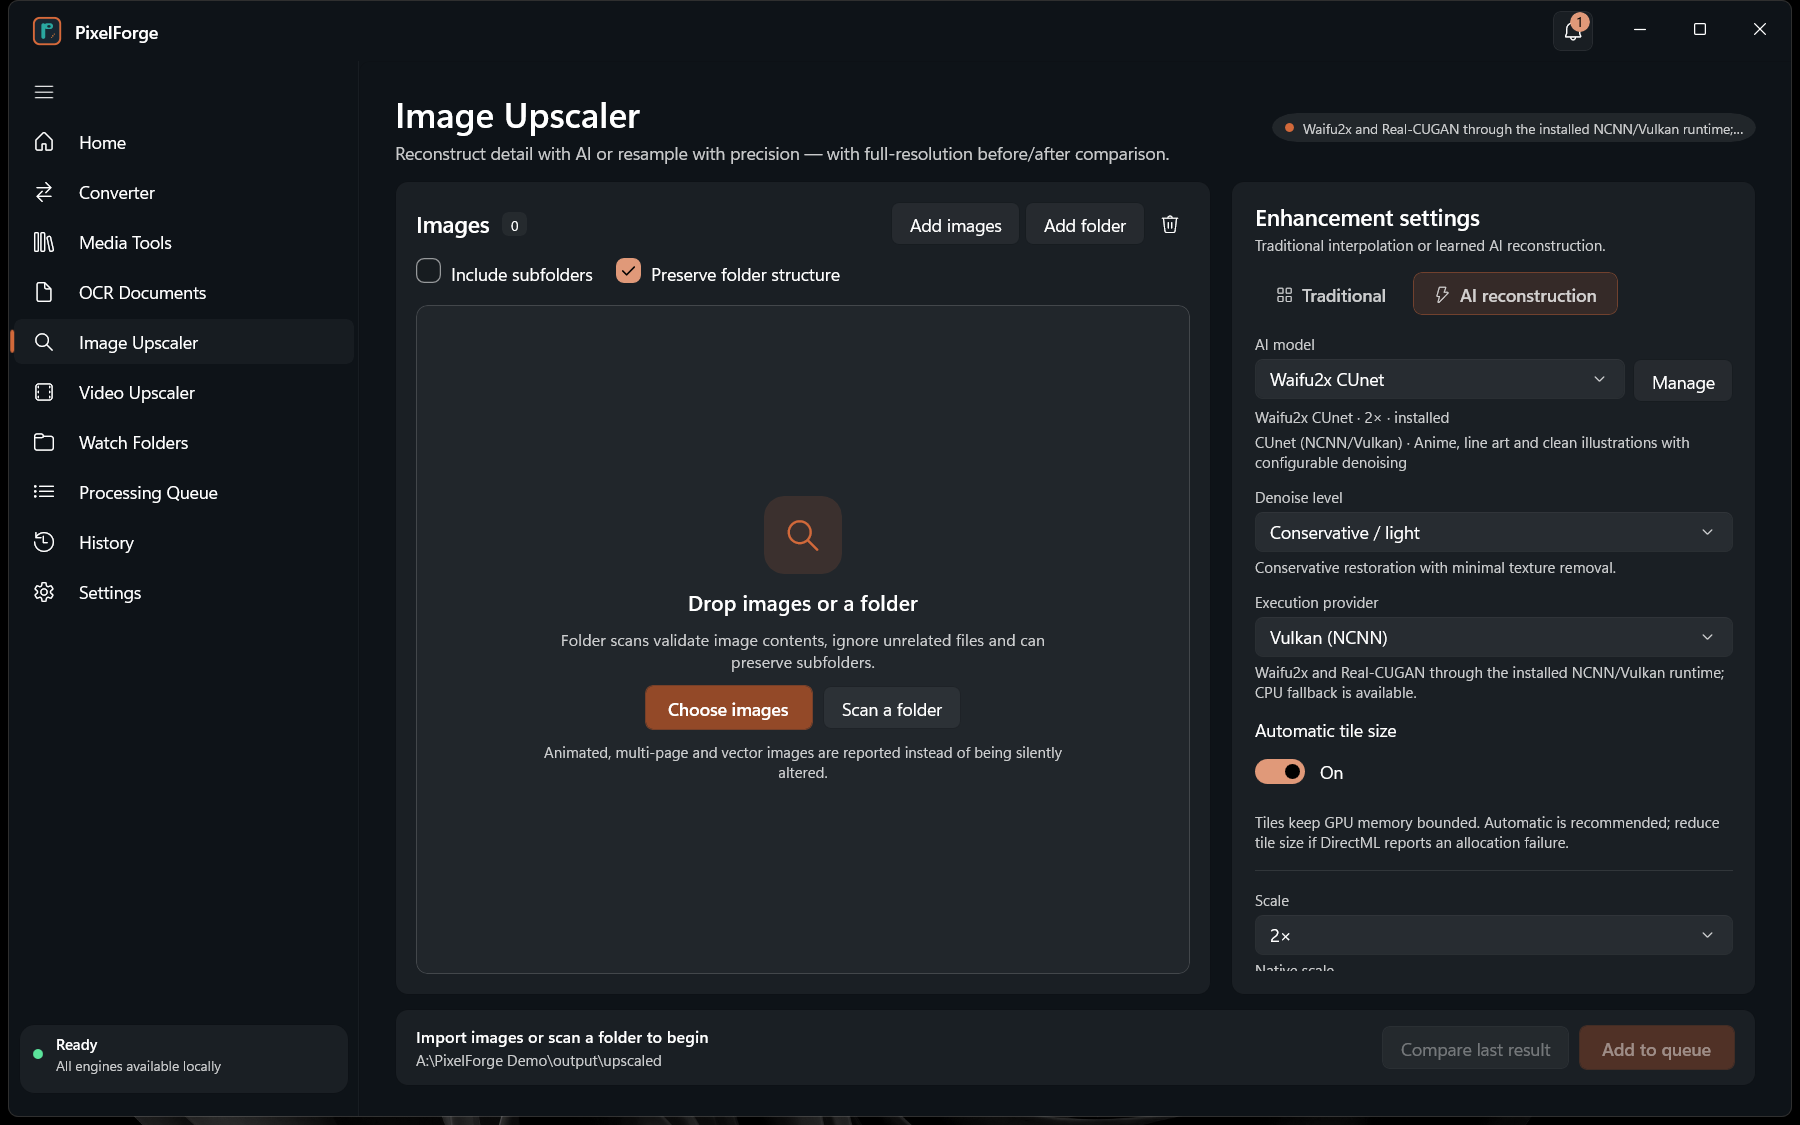 PixelForge
1
Home
Converter
Media Tools
OCR Documents
Image Upscaler
Video Upscaler
Watch Folders
Processing Queue
History
Settings
Ready
All engines available locally
Image Upscaler
Reconstruct detail with AI or resample with precision — with full-resolution before/after comparison.
Waifu2x and Real-CUGAN through the installed NCNN/Vulkan runtime;...
Images 0
Add images
Add folder
Include subfolders
Preserve folder structure
Drop images or a folder
Folder scans validate image contents, ignore unrelated files and can
preserve subfolders.
Choose images
Scan a folder
Animated, multi-page and vector images are reported instead of being silently
altered.
Enhancement settings
Traditional interpolation or learned AI reconstruction.
Traditional
AI reconstruction
AI model
Waifu2x CUnet
Manage
Waifu2x CUnet · 2× · installed
CUnet (NCNN/Vulkan) · Anime, line art and clean illustrations with
configurable denoising
Denoise level
Conservative / light
Conservative restoration with minimal texture removal.
Execution provider
Vulkan (NCNN)
Waifu2x and Real-CUGAN through the installed NCNN/Vulkan runtime;
CPU fallback is available.
Automatic tile size
On
Tiles keep GPU memory bounded. Automatic is recommended; reduce
tile size if DirectML reports an allocation failure.
Scale
2×
Native scale
Import images or scan a folder to begin
A:\PixelForge Demo\output\upscaled
Compare last result
Add to queue